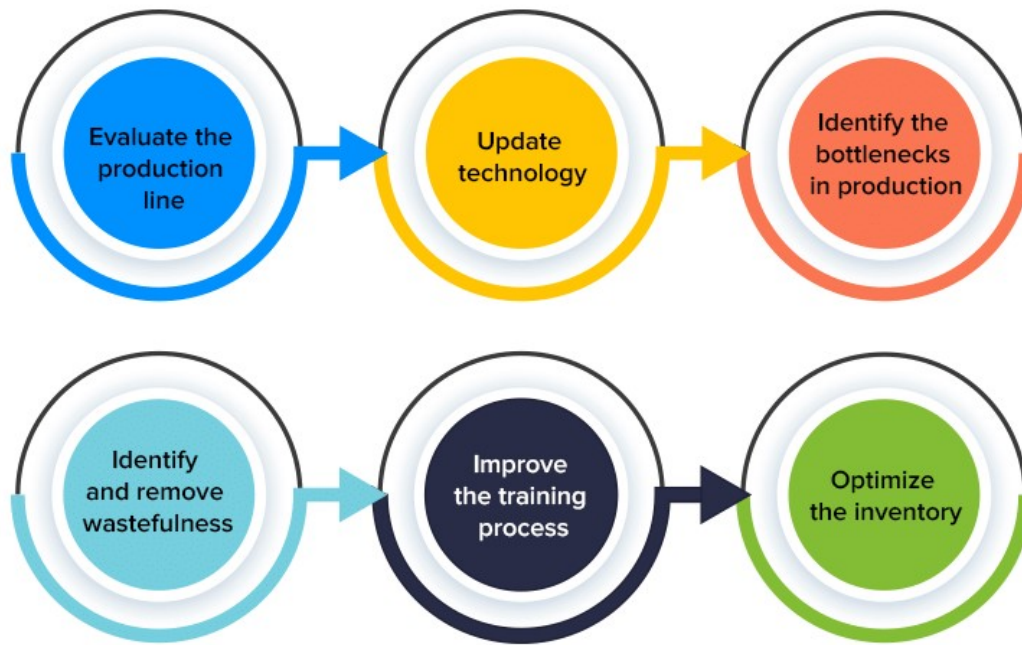 Evaluate the
production
line
Update
technology
Identify the
bottlenecks
in production
Identify
and remove
wastefulness
Improve
the training
process
Optimize
the inventory